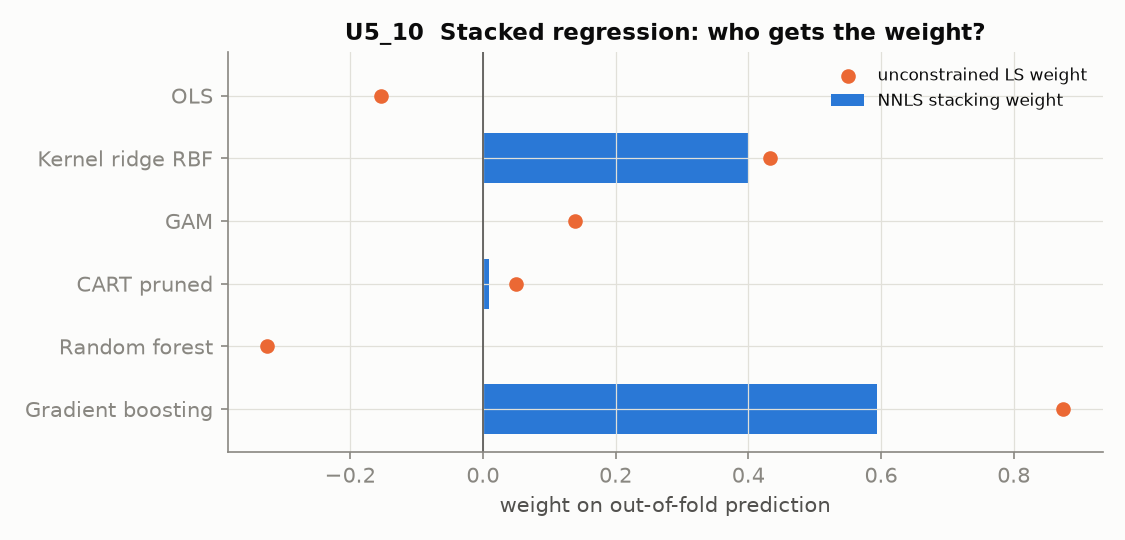 U5_10  Stacked regression: who gets the weight?
unconstrained LS weight
NNLS stacking weight
OLS
Kernel ridge RBF
GAM
CART pruned
Random forest
Gradient boosting
−0.2 0.0 0.2 0.4 0.6 0.8
weight on out-of-fold prediction